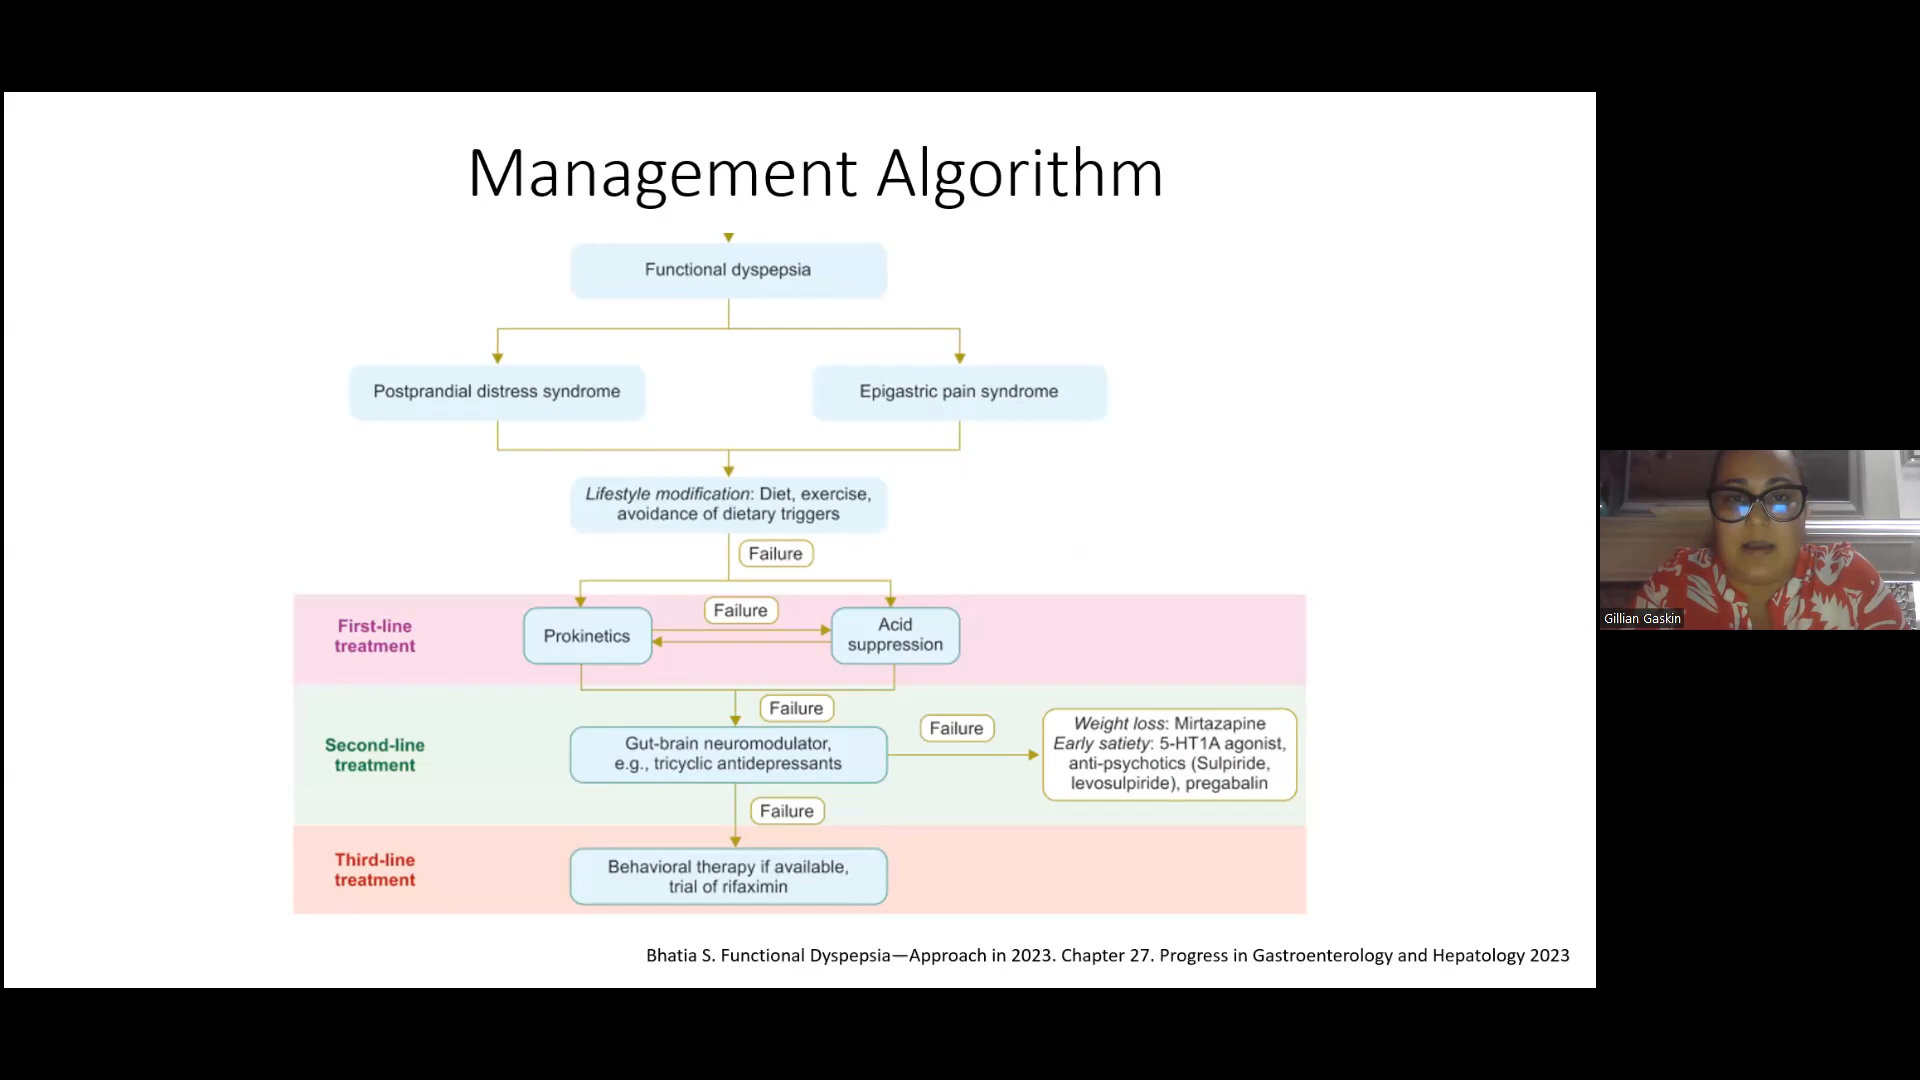 Management Algorithm
Functional dyspepsia
Postprandial distress syndrome
Epigastric pain syndrome
Lifestyle modification: Diet, exercise,
avoidance of dietary triggers
Failure
First-line
treatment
Prokinetics
Failure
Acid
suppression
Failure
Second-line
treatment
Gut-brain neuromodulator,
e.g., tricyclic antidepressants
Failure
Weight loss: Mirtazapine
Early satiety: 5-HT1A agonist,
anti-psychotics (Sulpiride,
levosulpiride), pregabalin
Failure
Third-line
treatment
Behavioral therapy if available,
trial of rifaximin
Bhatia S. Functional Dyspepsia—Approach in 2023. Chapter 27. Progress in Gastroenterology and Hepatology 2023
Gillian Gaskin